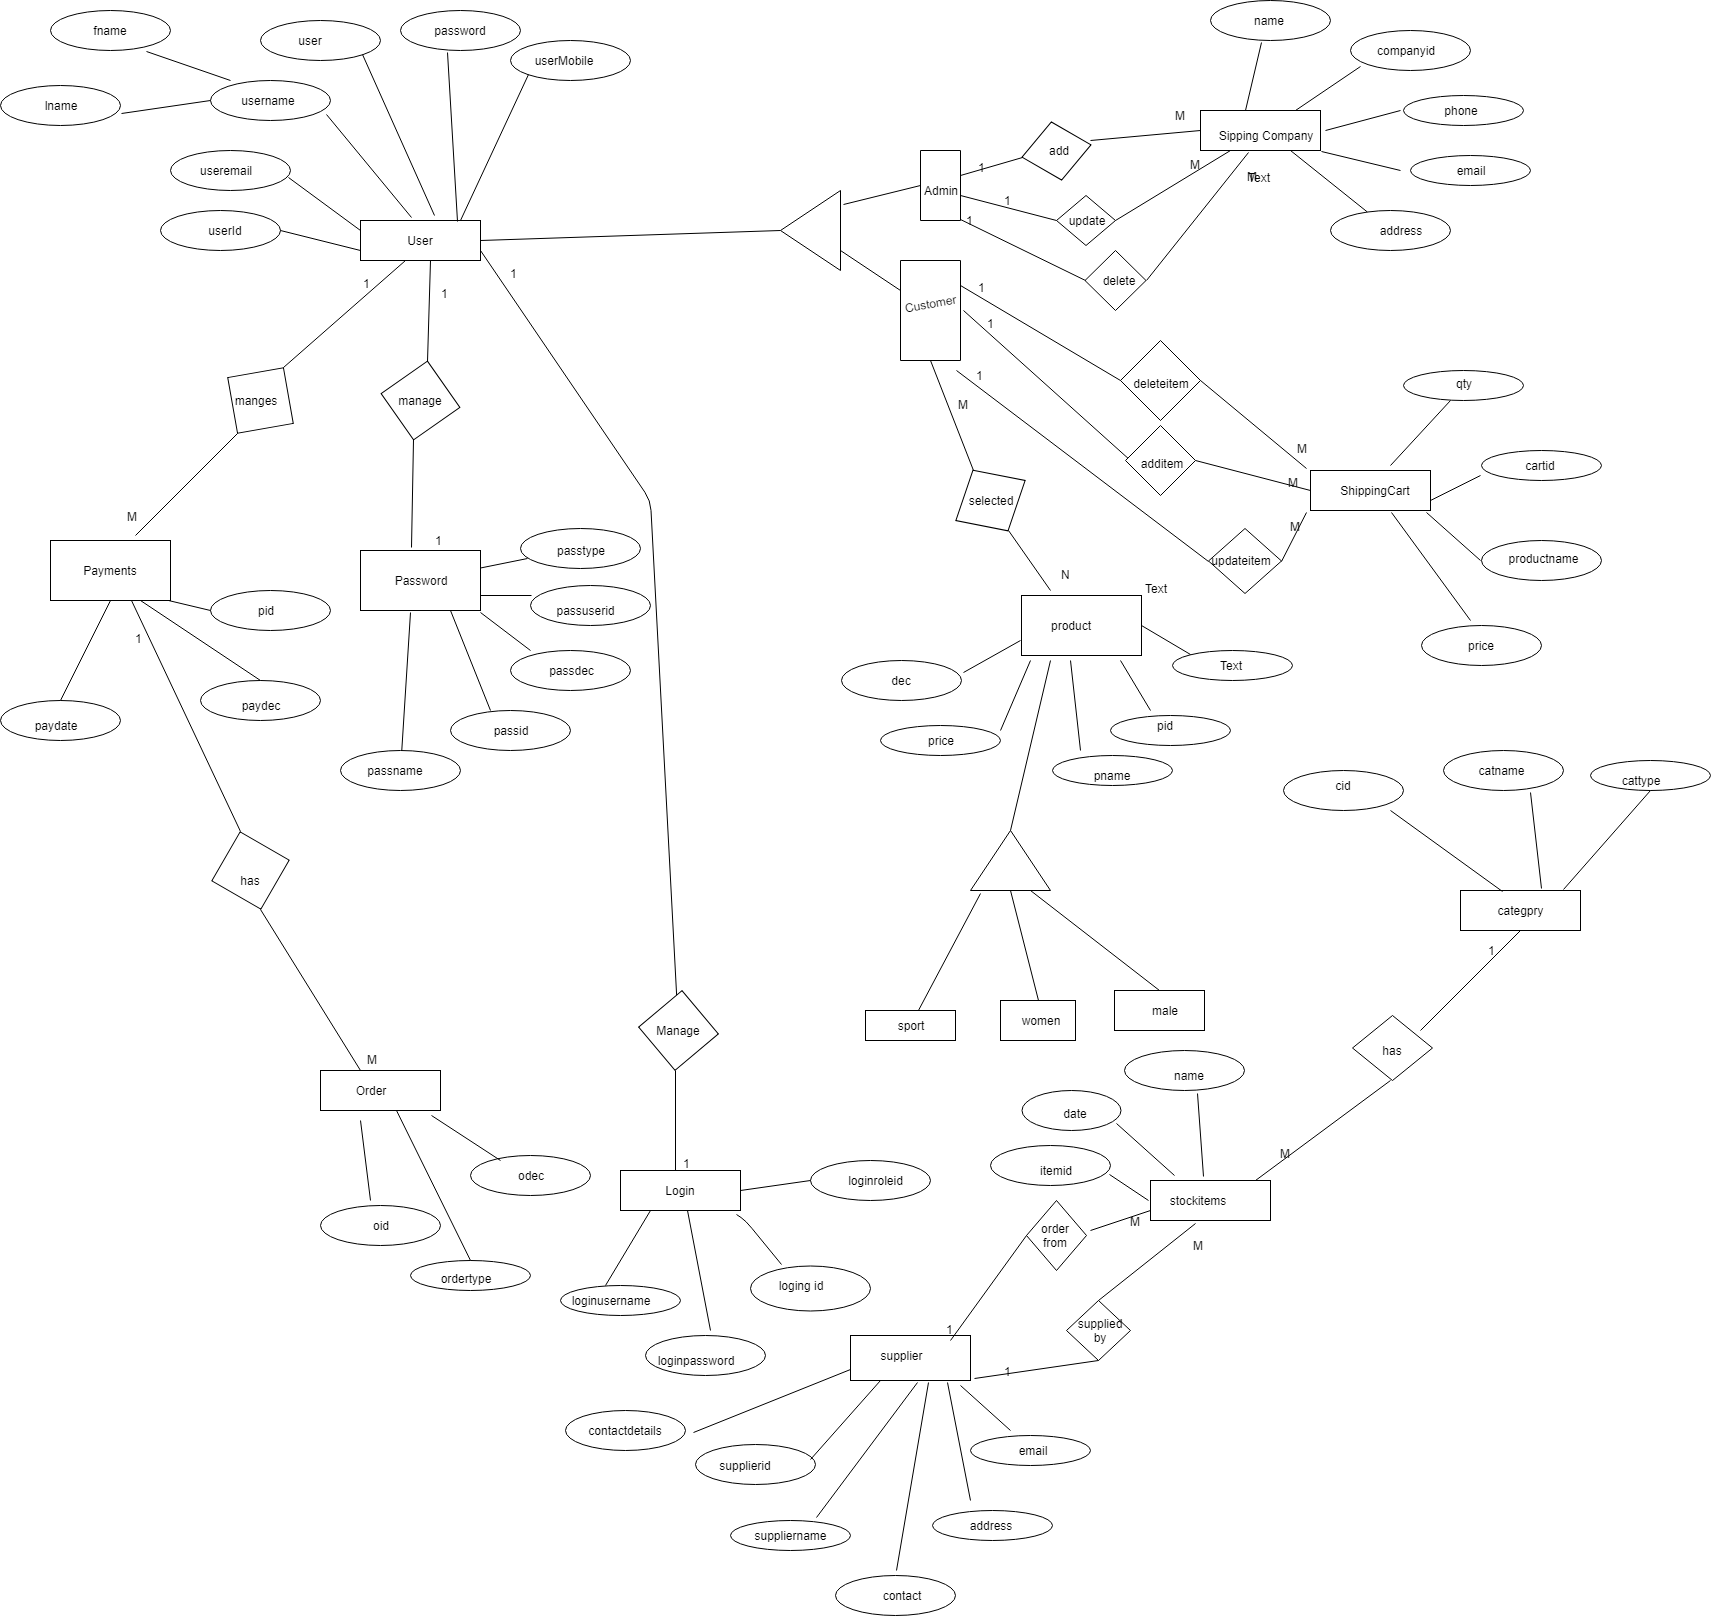 name
fname
user
password
companyid
userMobile
lname
username
phone
M
Sipping Company
add
useremail
M
1
email
M
Text
Admin
1
update
1
userId
address
User
1
delete
1
1
1
Customer
1
deleteitem
qty
1
manges
manage
M
M
additem
selected
cartid
M
ShippingCart
M
M
1
passtype
updateitem
productname
Payments
Password
N
Text
pid
passuserid
product
1
price
passdec
dec
Text
paydec
paydate
passid
price
pid
passname
pname
cid
catname
cattype
has
categpry
1
sport
women
male
Manage
has
M
name
Order
date
M
1
itemid
odec
loginroleid
Login
stockitems
oid
order
from
M
M
ordertype
loging id
loginusername
supplied
by
1
loginpassword
supplier
1
contactdetails
email
supplierid
address
suppliername
contact